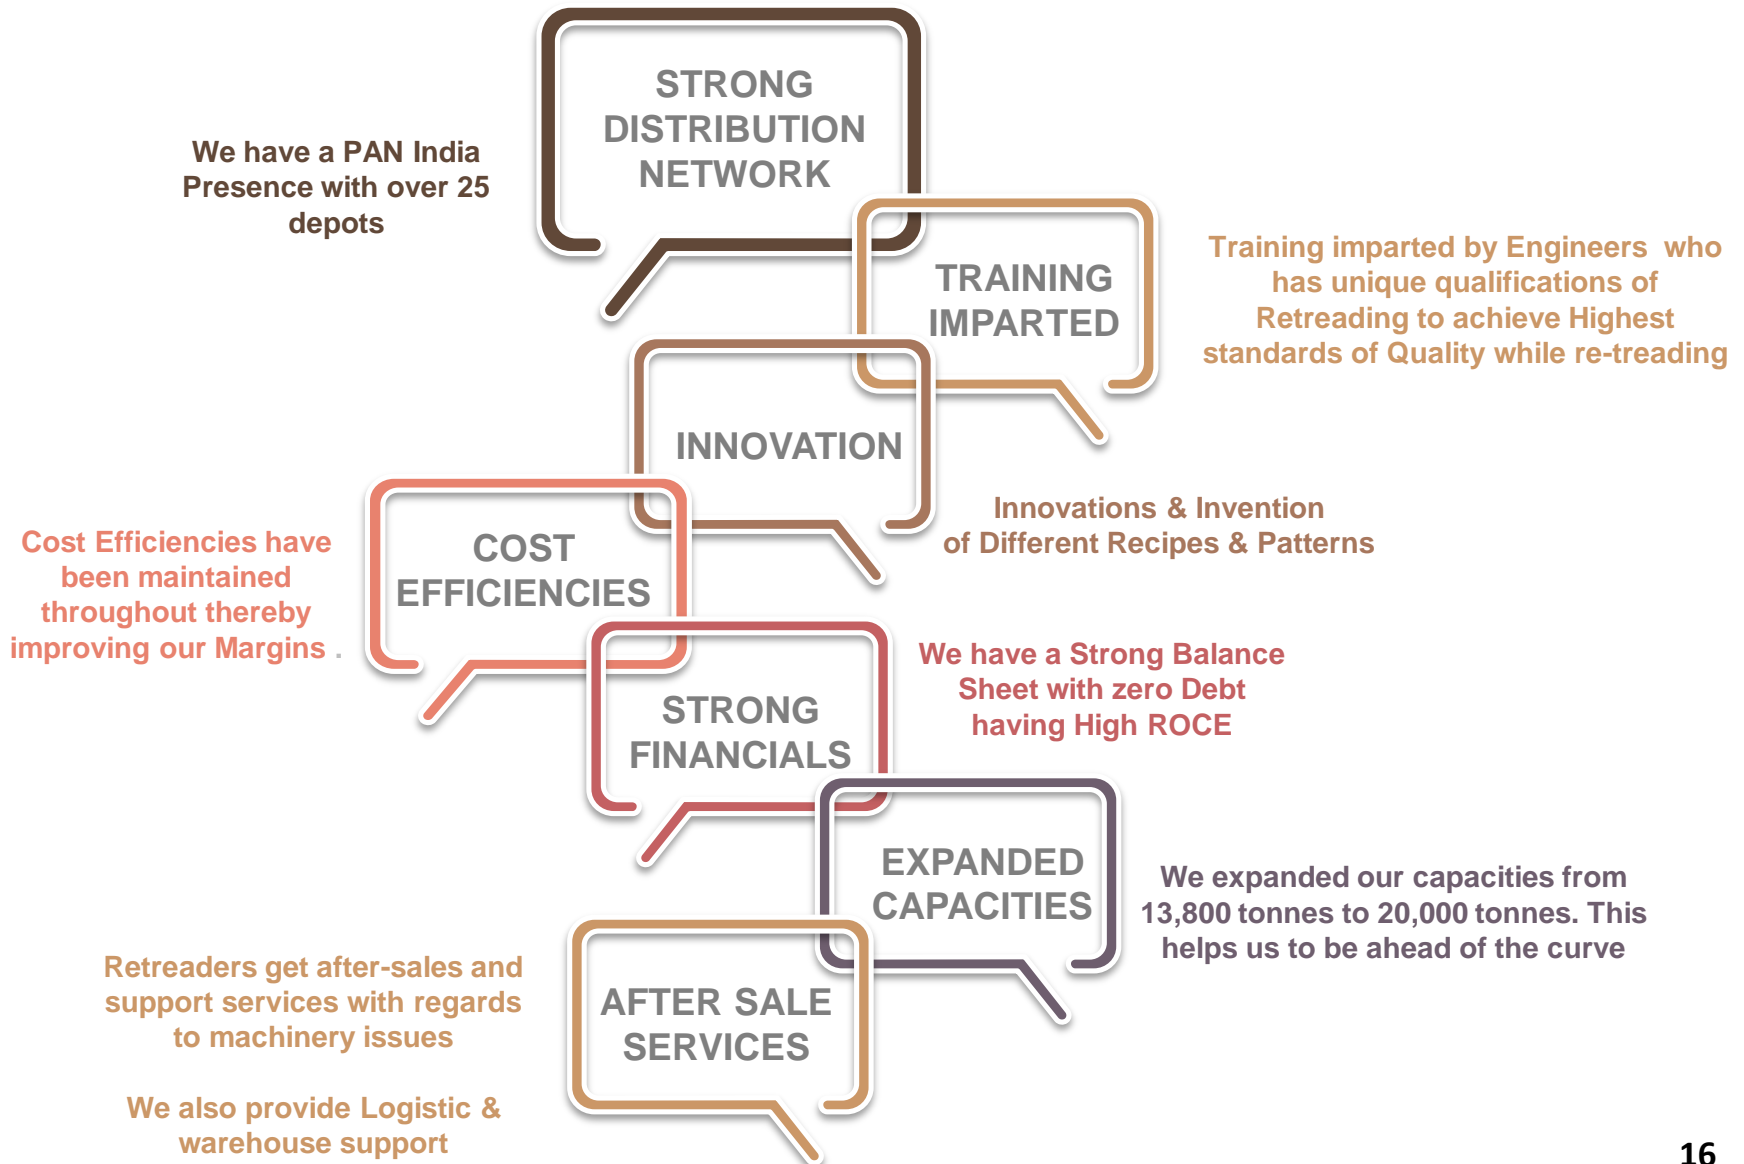 STRONG
DISTRIBUTION
NETWORK
We have a PAN India
Presence with over 25
depots
TRAINING
IMPARTED
Training imparted by Engineers  who
has unique qualifications of
Retreading to achieve Highest
standards of Quality while re-treading
INNOVATION
Innovations & Invention
of Different Recipes & Patterns
COST
EFFICIENCIES
Cost Efficiencies have
been maintained
throughout thereby
improving our Margins .
STRONG
FINANCIALS
We have a Strong Balance
Sheet with zero Debt
having High ROCE
EXPANDED
CAPACITIES
We expanded our capacities from
13,800 tonnes to 20,000 tonnes. This
helps us to be ahead of the curve
AFTER SALE
SERVICES
Retreaders get after-sales and
support services with regards
to machinery issues
We also provide Logistic &
warehouse support
16